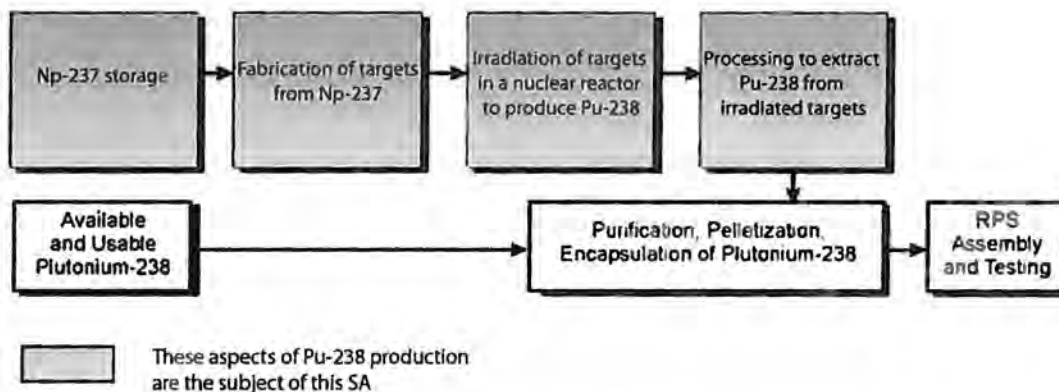 Np-237 storage
Fabrication of targets
from Np-237
Irradiation of targets
in a nuclear reactor
to produce Pu-238
Processing to extract
Pu-238 from
irradiated targets
Available
and Usable
Plutonium-238
Purification, Pelletization,
Encapsulation of Plutonium-238
RPS
Assembly
and Testing
These aspects of Pu-238 production
are the subject of this SA